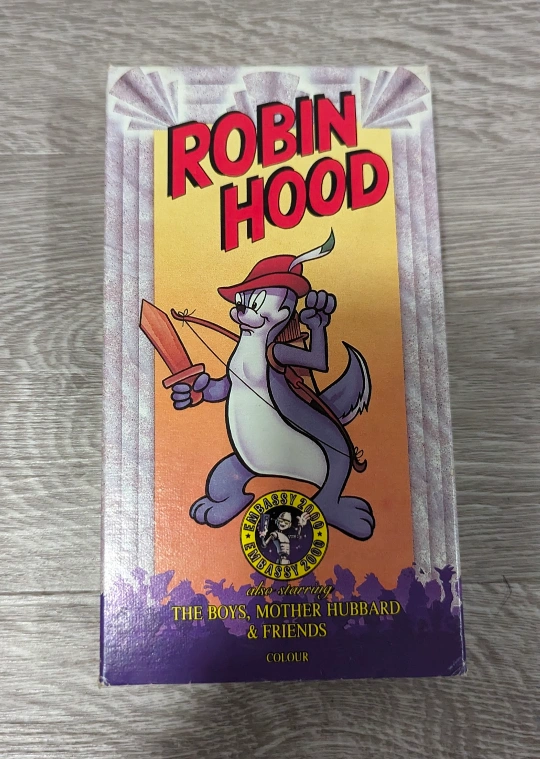 ROBIN
HOOD
EMBASSY 2000
EMBASSY 2000
also starring
THE BOYS, MOTHER HUBBARD
& FRIENDS
COLOUR